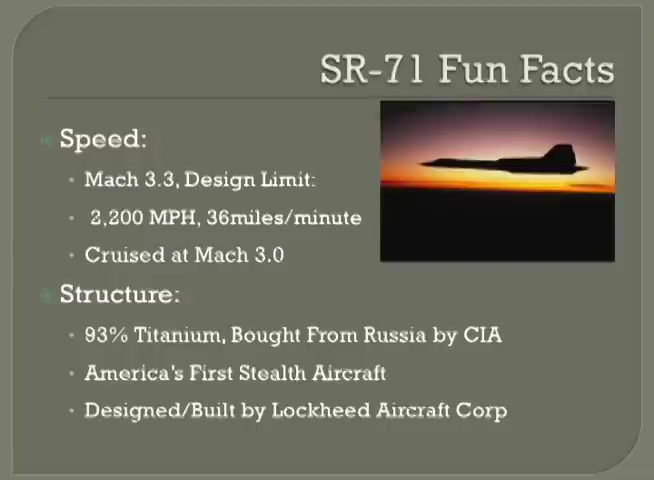 SR-71 Fun Facts
Speed:
Mach 3.3, Design Limit:
2,200 MPH, 36miles/minute
Cruised at Mach 3.0
Structure:
93% Titanium, Bought From Russia by CIA
America's First Stealth Aircraft
Designed/Built by Lockheed Aircraft Corp